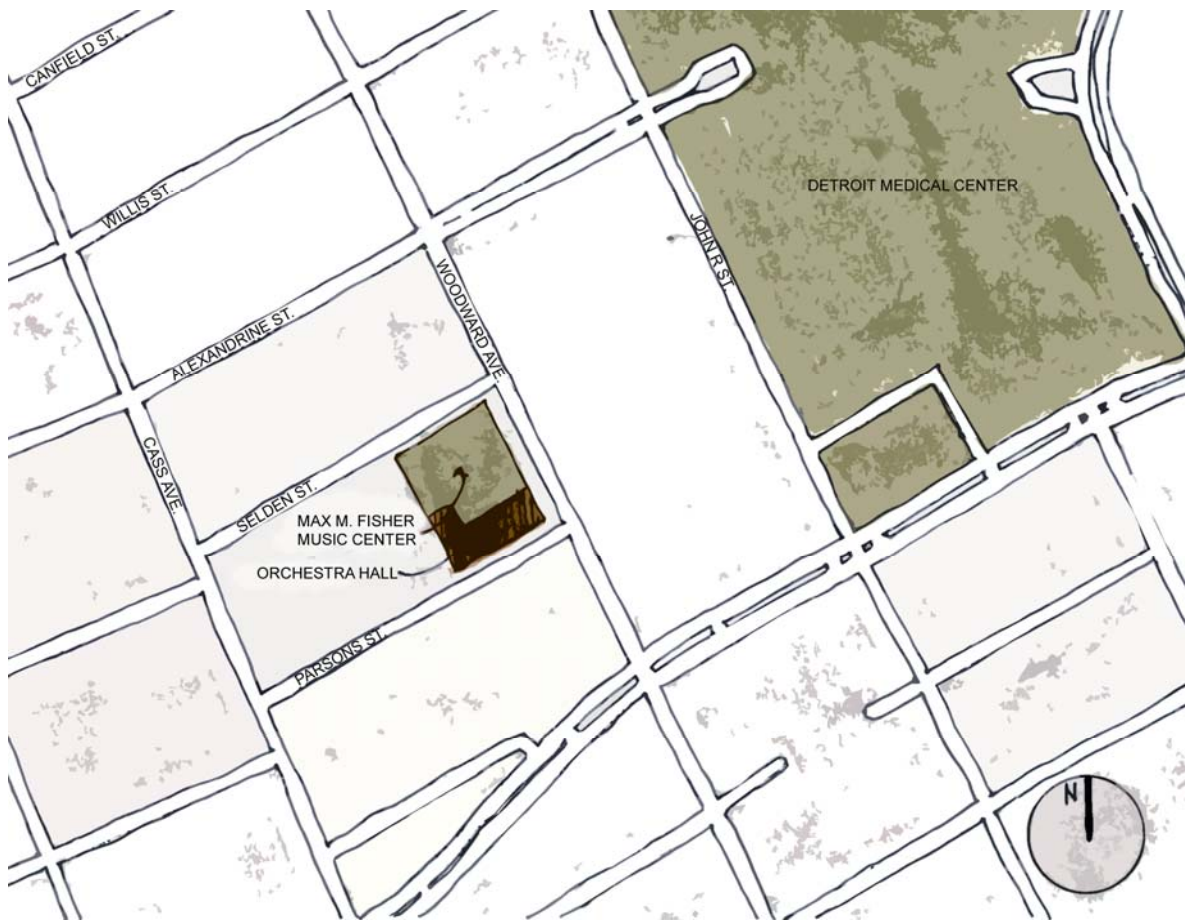 CANFIELD ST.
WILLIS ST.
DETROIT MEDICAL CENTER
JOHN R ST.
WOODWARD AVE.
ALEXANDRINE ST.
CASS AVE.
SELDEN ST.
MAX M. FISHER
MUSIC CENTER
ORCHESTRA HALL
PARSONS ST.
N